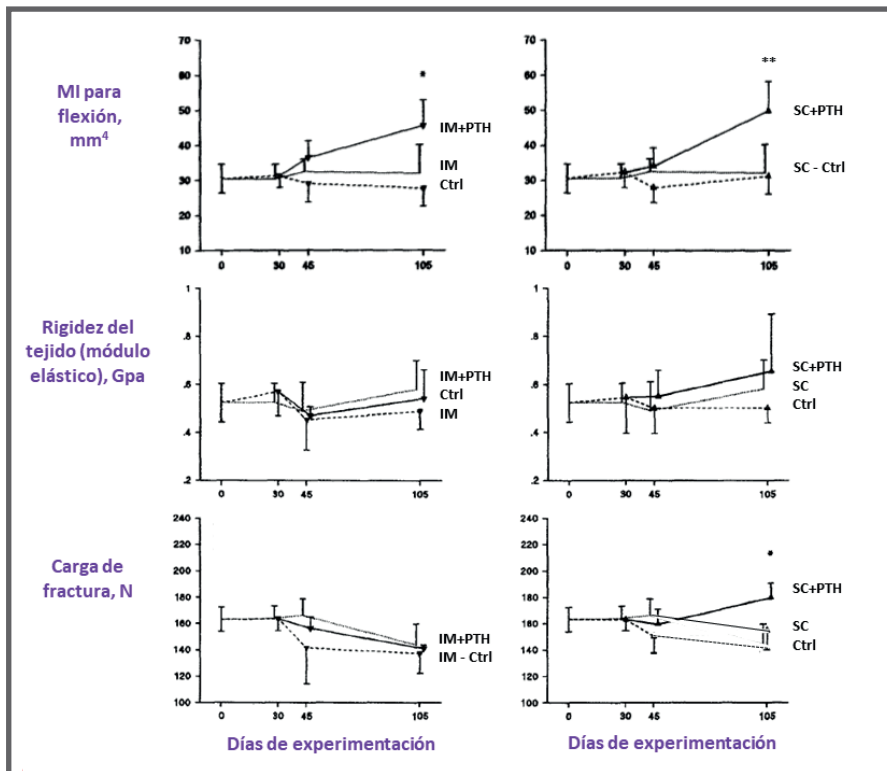 MI para
flexión,
mm⁴
70
60
50
40
30
20
10
*
IM+PTH
IM
Ctrl
0 30 45 105
70
60
50
40
30
20
10
**
SC+PTH
SC - Ctrl
0 30 45 105
Rigidez del
tejido (módulo
elástico), Gpa
1
.8
.6
.4
.2
IM+PTH
Ctrl
IM
0 30 45 105
1
.8
.6
.4
.2
SC+PTH
SC
Ctrl
0 30 45 105
Carga de
fractura, N
240
220
200
180
160
140
120
100
IM+PTH
IM - Ctrl
0 30 45 105
240
220
200
180
160
140
120
100
*
SC+PTH
SC
Ctrl
0 30 45 105
Días de experimentación
Días de experimentación